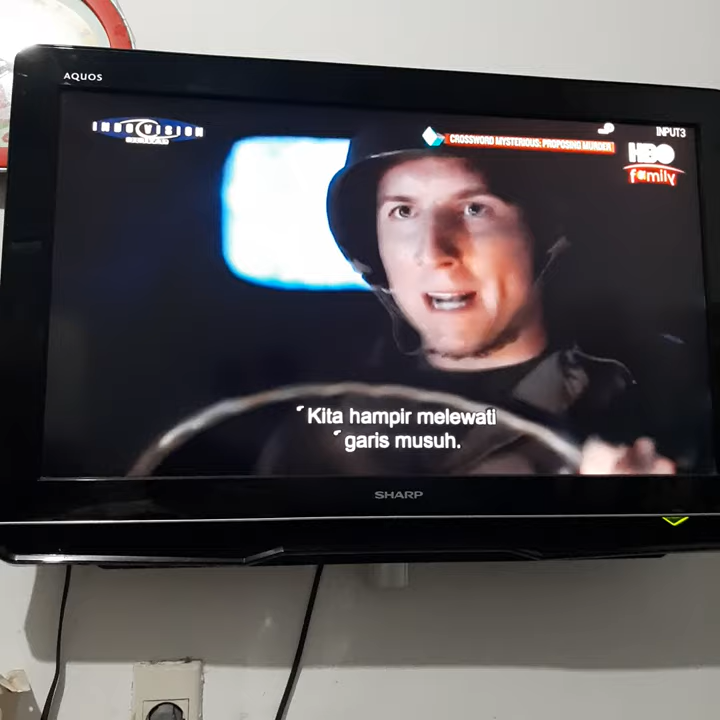 AQUOS
INDOVISION
CROSSWORD MYSTERIOUS: PROPOSING MURDER
INPUT3
HBO
family
Kita hampir melewati
garis musuh.
SHARP